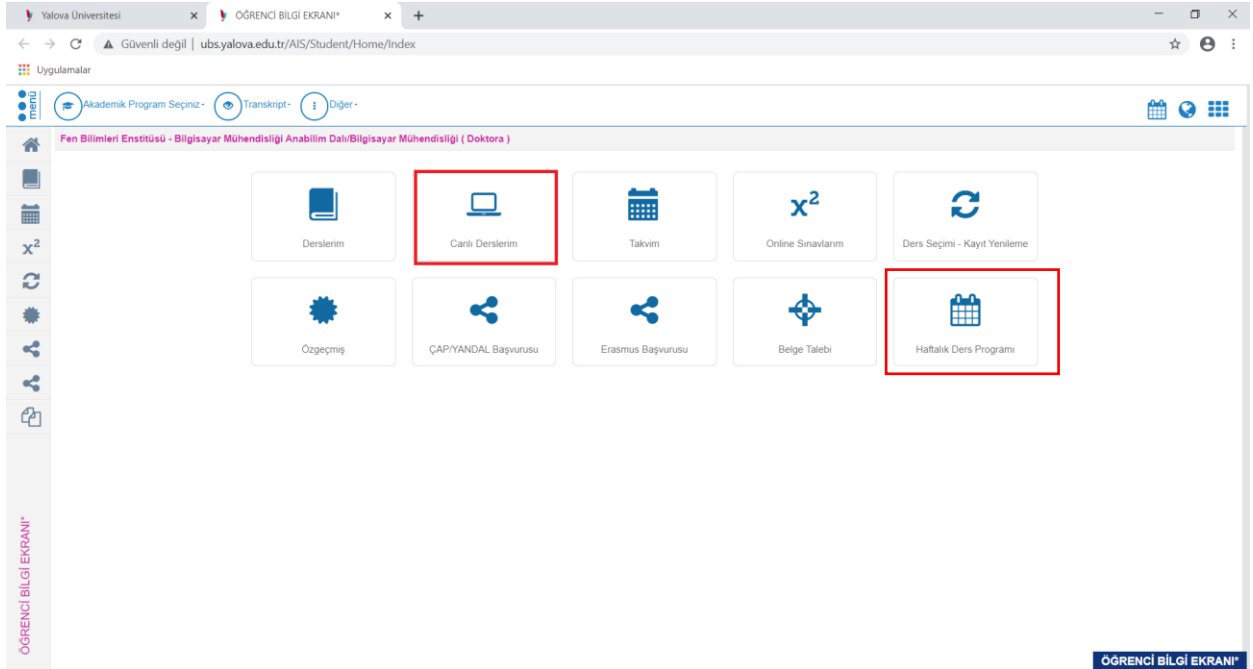 Yalova Üniversitesi
ÖĞRENCİ BİLGİ EKRANI*
Güvenli değil | ubs.yalova.edu.tr/AIS/Student/Home/Index
Uygulamalar
menü
Akademik Program Seçiniz-
Transkript-
Diğer-
Fen Bilimleri Enstitüsü - Bilgisayar Mühendisliği Anabilim Dalı/Bilgisayar Mühendisliği ( Doktora )
Derslerim
Canlı Derslerim
Takvim
x²
Online Sınavlarım
Ders Seçimi - Kayıt Yenileme
x²
Özgeçmiş
ÇAP/YANDAL Başvurusu
Erasmus Başvurusu
Belge Talebi
Haftalık Ders Programı
ÖĞRENCİ BİLGİ EKRANI*
ÖĞRENCİ BİLGİ EKRANI*